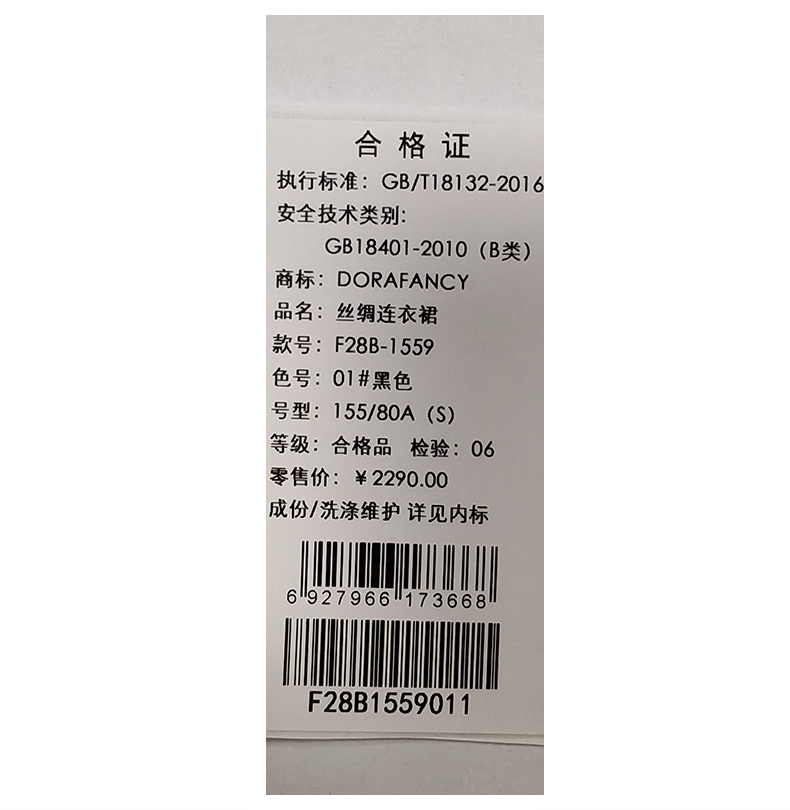 合格证
执行标准：GB/T18132-2016
安全技术类别:
GB18401-2010（B类）
商标：DORAFANCY
品名：丝绸连衣裙
款号：F28B-1559
色号：01#黑色
号型：155/80A（S）
等级：合格品 检验：06
零售价：￥2290.00
成份/洗涤维护 详见内标
6 927966 173668
F28B1559011